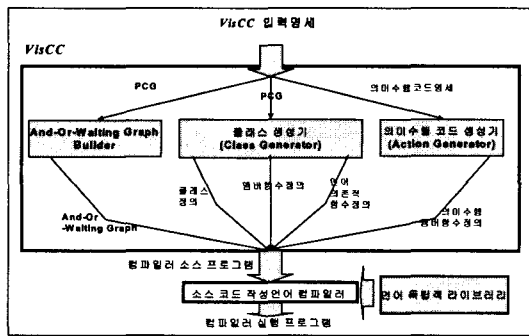 VisCC 입력명세
VisCC
PCG
PCG
의미수행코드명세
And-Or-Waiting Graph
Builder
클래스 생성기
(Class Generator)
의미수행 코드 생성기
(Action Generator)
클래스
정의
멤버함수정의
언어
의존적
함수정의
And-Or
-Waiting Graph
의미수행
멤버함수정의
컴파일러 소스 프로그램
소스 코드 작성언어 컴파일러
언어 독립적 라이브러리
컴파일러 실행 프로그램